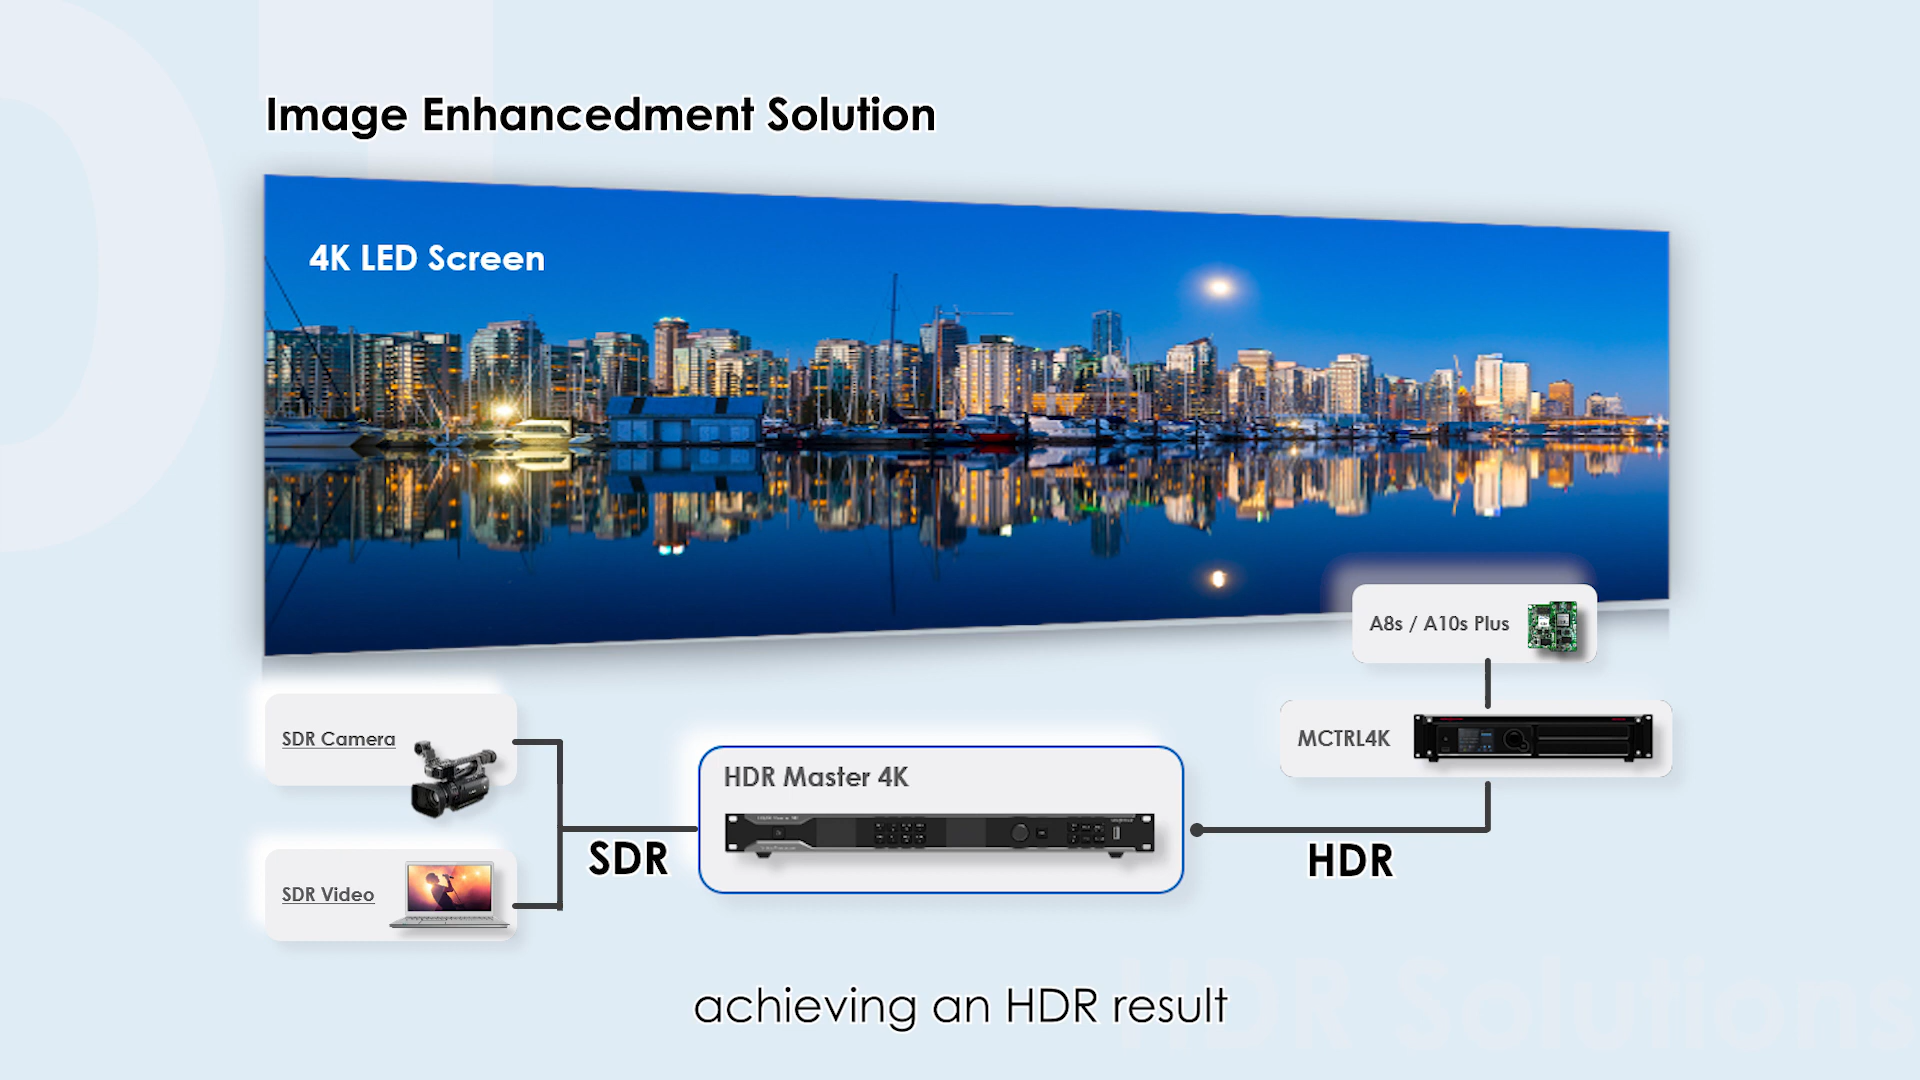 Image Enhancedment Solution
4K LED Screen
A8s / A10s Plus
SDR Camera
MCTRL4K
HDR Master 4K
SDR
HDR
SDR Video
achieving an HDR result
HDR Solutions